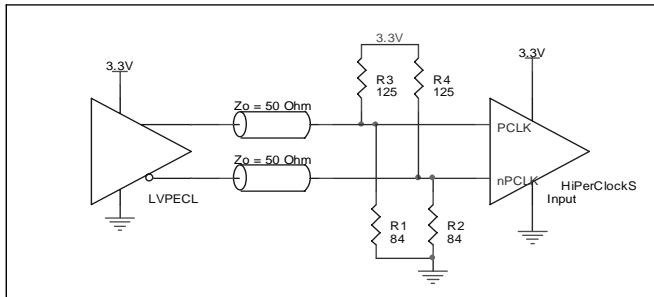 3.3V
3.3V
3.3V
R3
125
R4
125
Zo = 50 Ohm
PCLK
Zo = 50 Ohm
nPCLK
HiPerClockS
Input
LVPECL
R1
84
R2
84